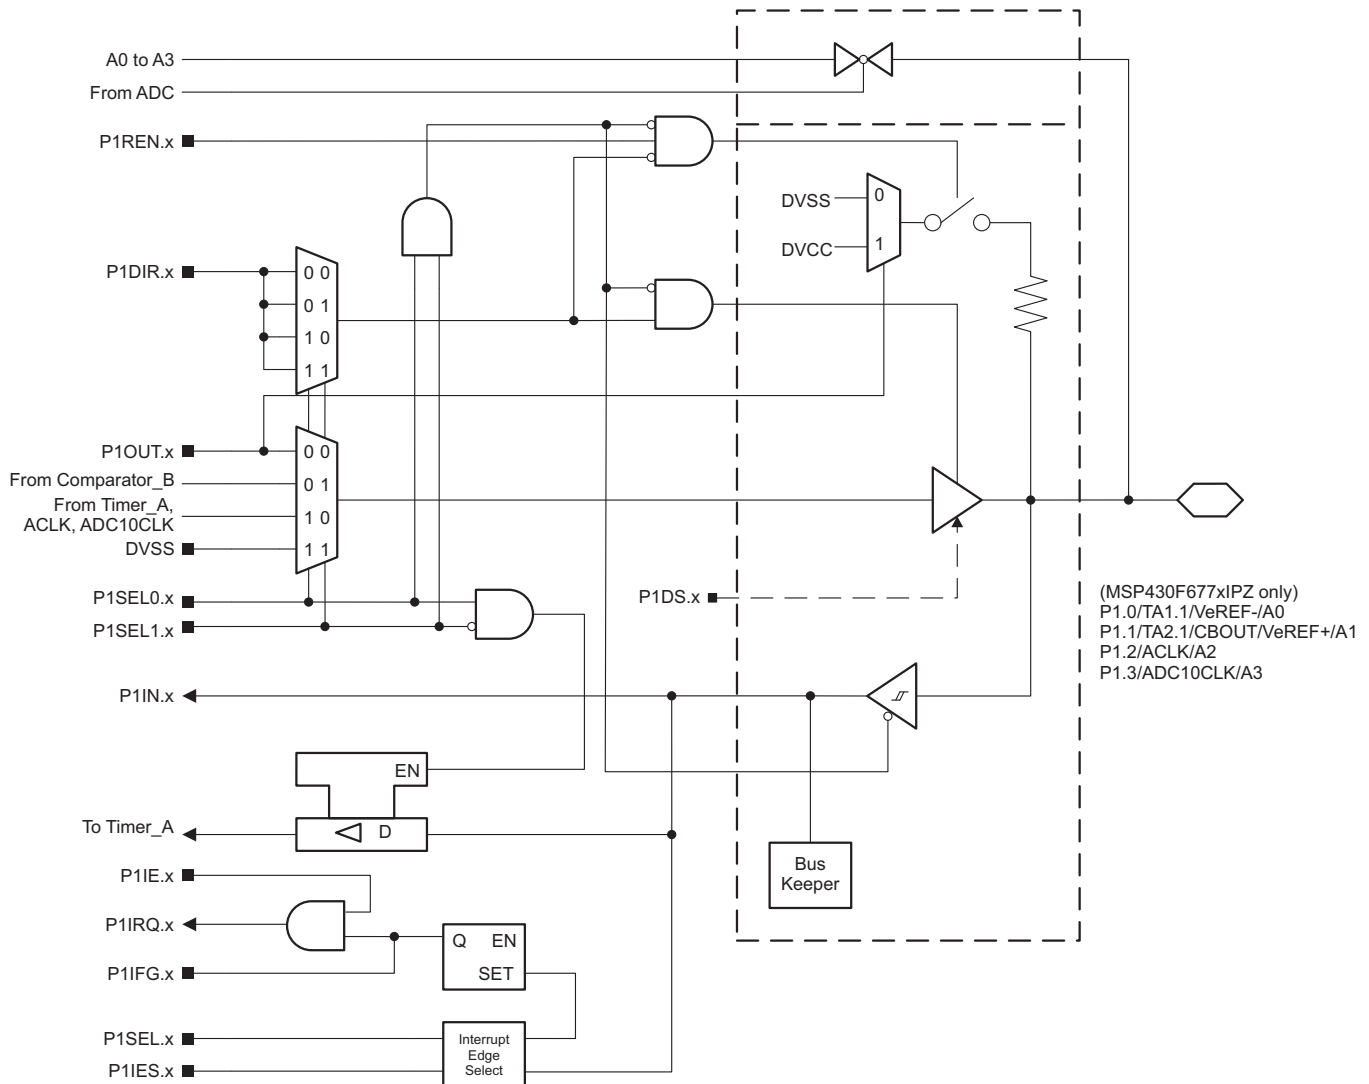 A0 to A3
From ADC
P1REN.x
DVSS
0
DVCC
1
P1DIR.x
0 0
0 1
1 0
1 1
P1OUT.x
0 0
From Comparator_B
0 1
From Timer_A,
ACLK, ADC10CLK
1 0
DVSS
1 1
P1SEL0.x
P1SEL1.x
P1DS.x
(MSP430F677xIPZ only)
P1.0/TA1.1/VeREF-/A0
P1.1/TA2.1/CBOUT/VeREF+/A1
P1.2/ACLK/A2
P1.3/ADC10CLK/A3
P1IN.x
EN
To Timer_A
D
Bus
Keeper
P1IE.x
P1IRQ.x
Q EN
P1IFG.x
SET
P1SEL.x
P1IES.x
Interrupt
Edge
Select